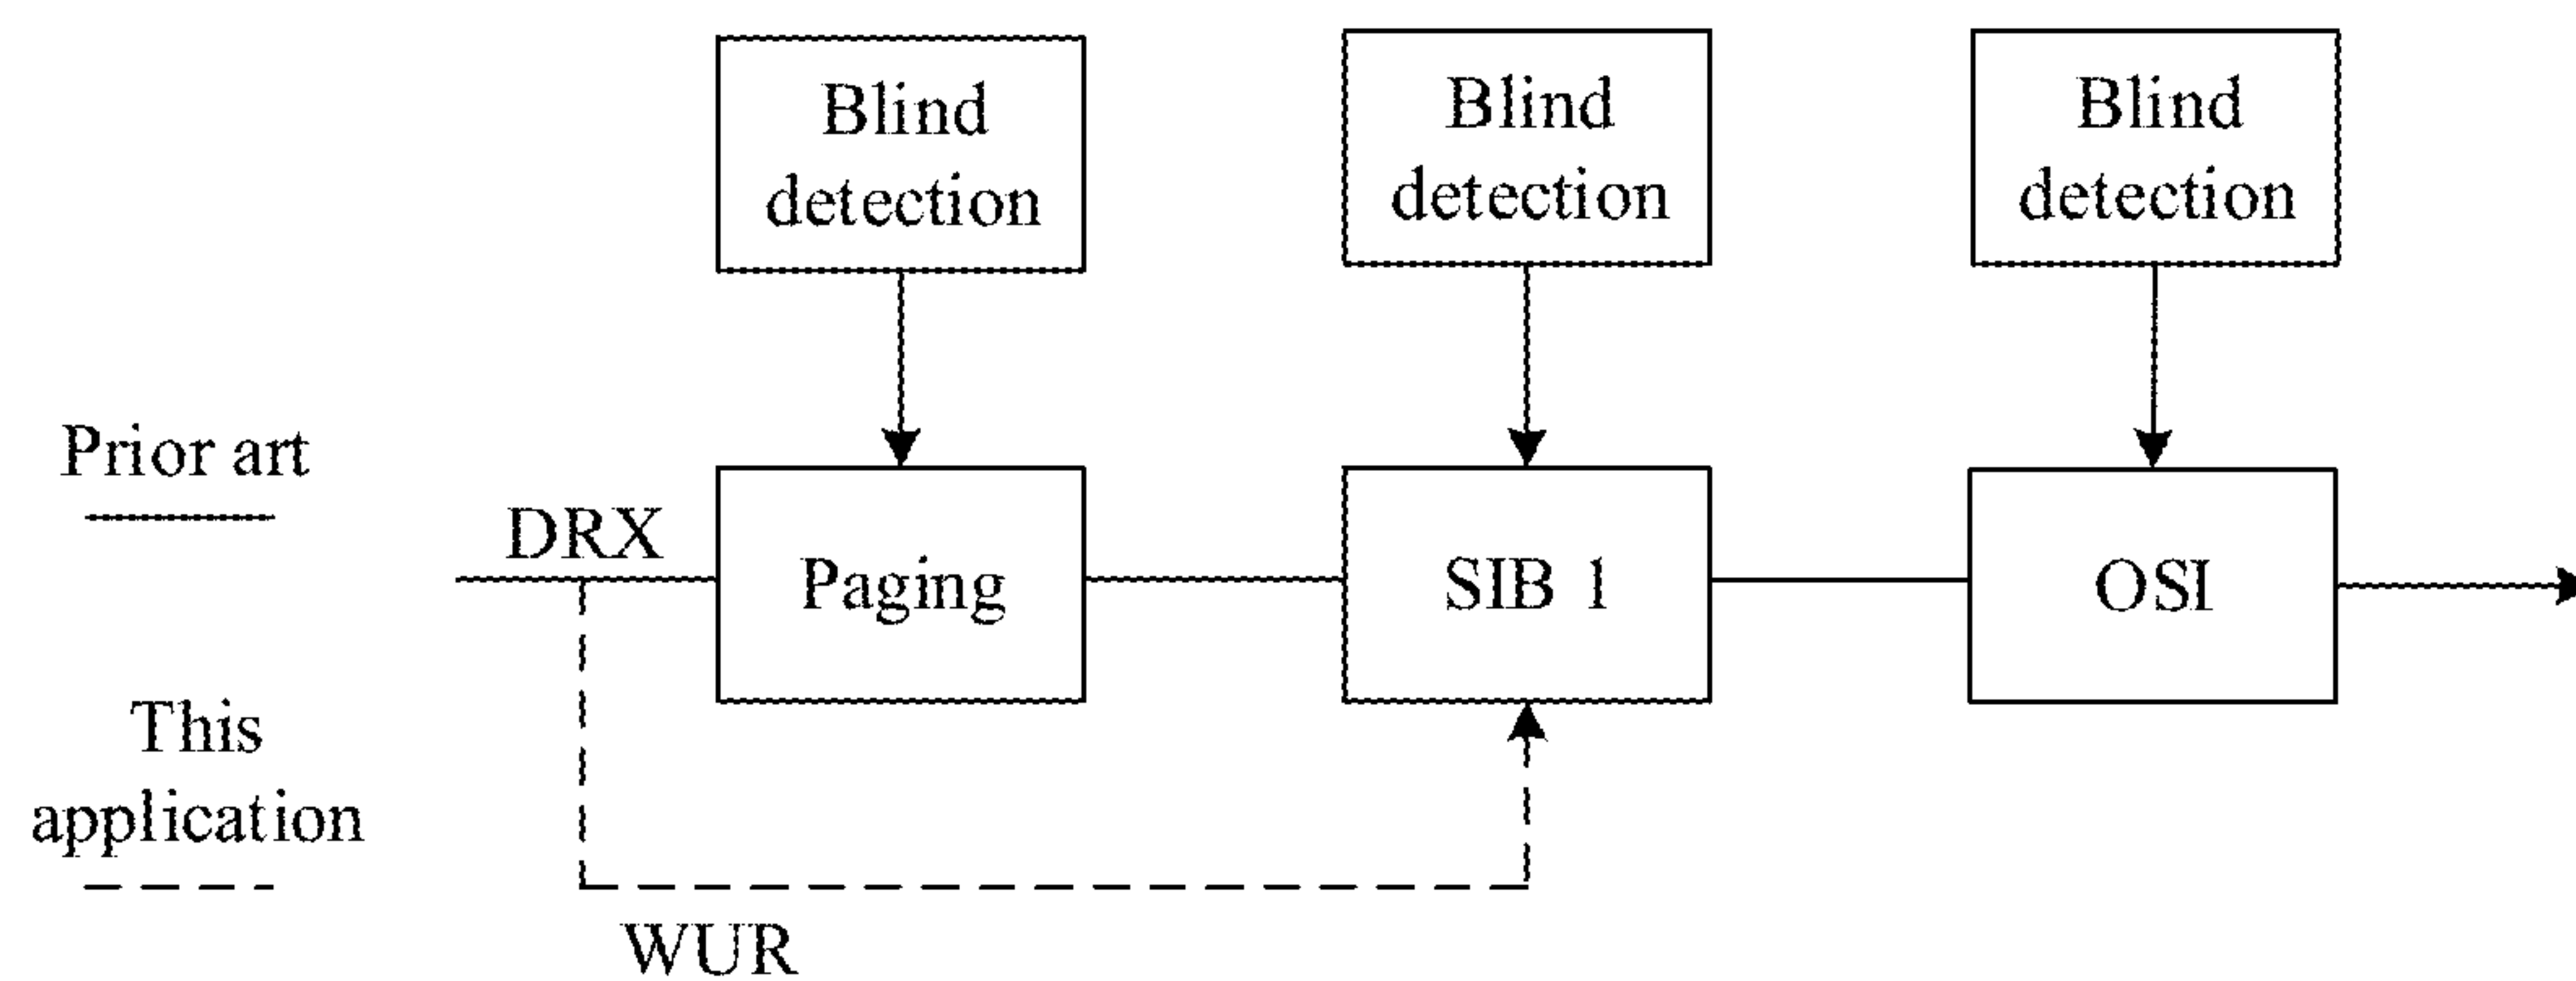 Blind
detection
Blind
detection
Blind
detection
Prior art
DRX
Paging
SIB 1
OSI
This
application
WUR